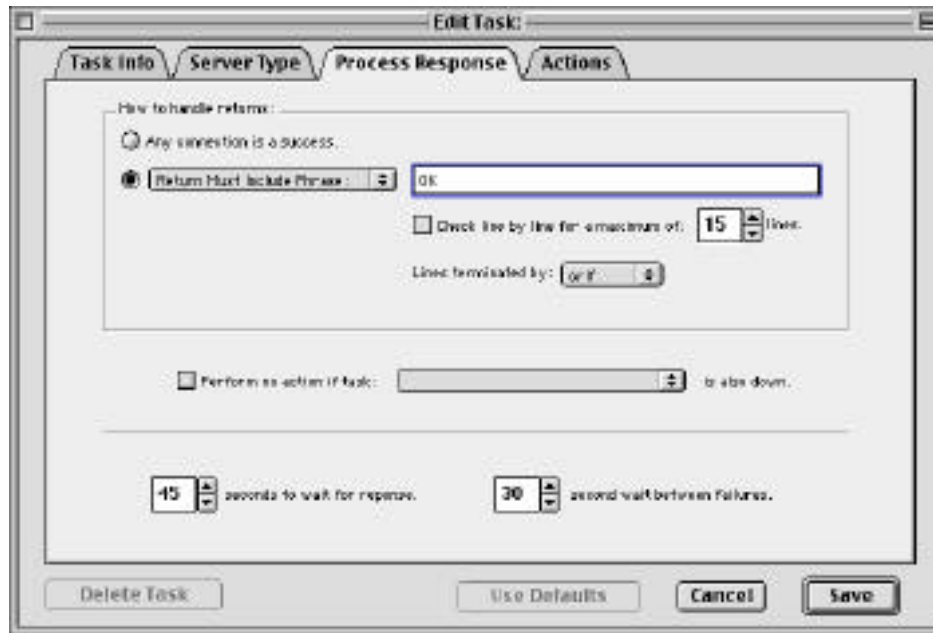 Edit Task:
Task Info Server Type Process Response Actions
How to handle returns:
Any connection is a success.
Return Must Include Phrase: OK
Check line by line for a maximum of: 15 lines.
Lines terminated by: crlf
Perform no action if task: is also down.
45 seconds to wait for reponse. 30 second wait between failures.
Delete Task Use Defaults Cancel Save